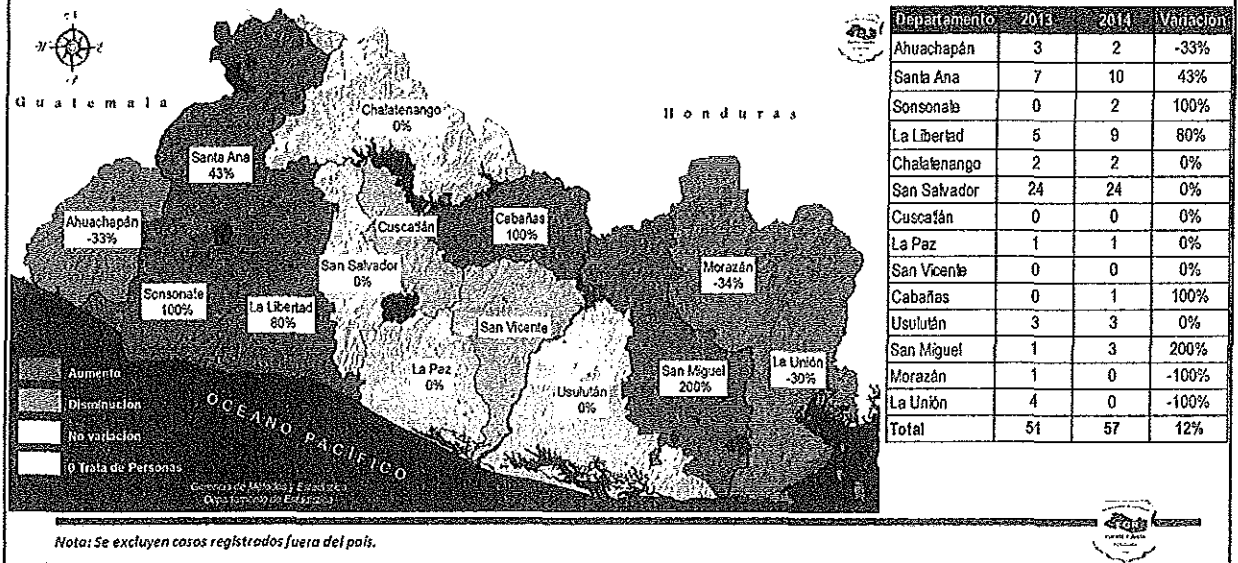 Guatemala
Honduras
Chalatenango
0%
Santa Ana
43%
Ahuachapán
-33%
Cuscatlán
Cabañas
100%
San Salvador
0%
Morazán
-34%
Sonsonate
100%
La Libertad
80%
San Vicente
La Paz
0%
Usulután
0%
San Miguel
200%
La Unión
-30%
OCÉANO PACÍFICO
Aumento
Disminución
No variación
0 Trata de Personas
Departamento de Estadística
Departamento 2013 2014 Variación
Ahuachapán 3 2 -33%
Santa Ana 7 10 43%
Sonsonate 0 2 100%
La Libertad 5 9 80%
Chalatenango 2 2 0%
San Salvador 24 24 0%
Cuscatlán 0 0 0%
La Paz 1 1 0%
San Vicente 0 0 0%
Cabañas 0 1 100%
Usulután 3 3 0%
San Miguel 1 3 200%
Morazán 1 0 -100%
La Unión 4 0 -100%
Total 51 57 12%
Nota: Se excluyen casos registrados fuera del país.